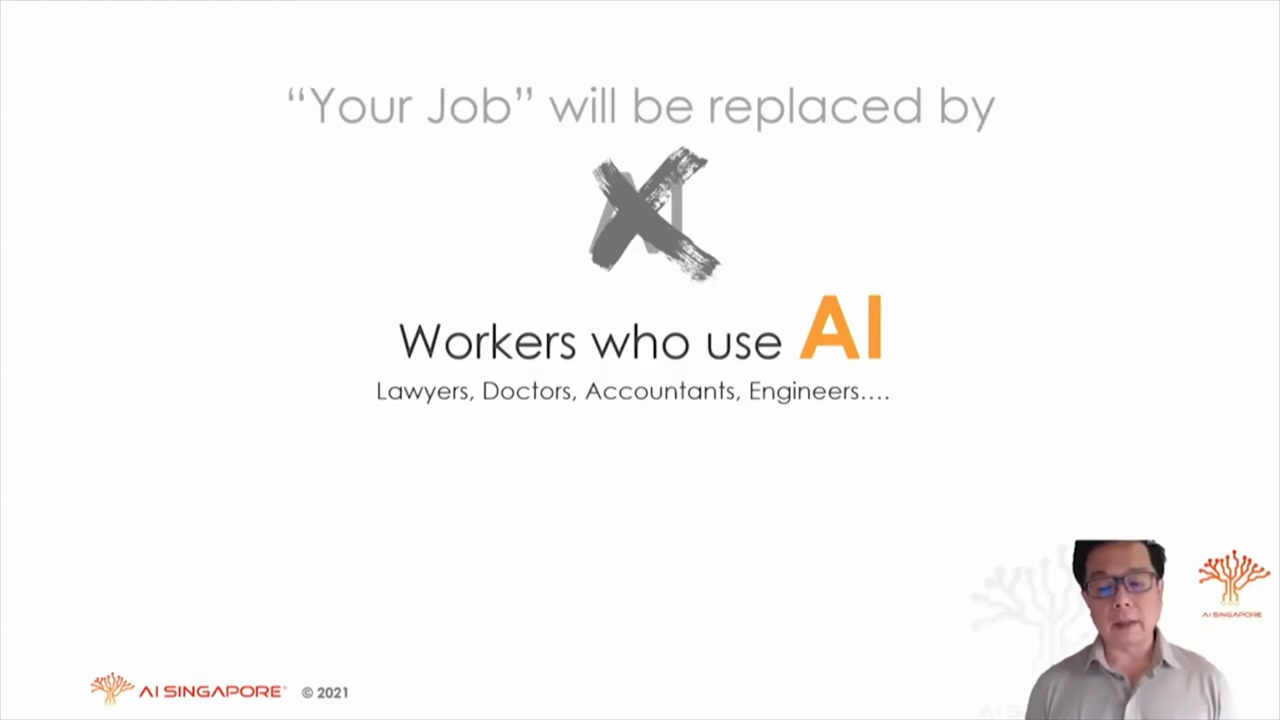 “Your Job” will be replaced by
AI
Workers who use AI
Lawyers, Doctors, Accountants, Engineers....
AI SINGAPORE
AI SINGAPORE® © 2021